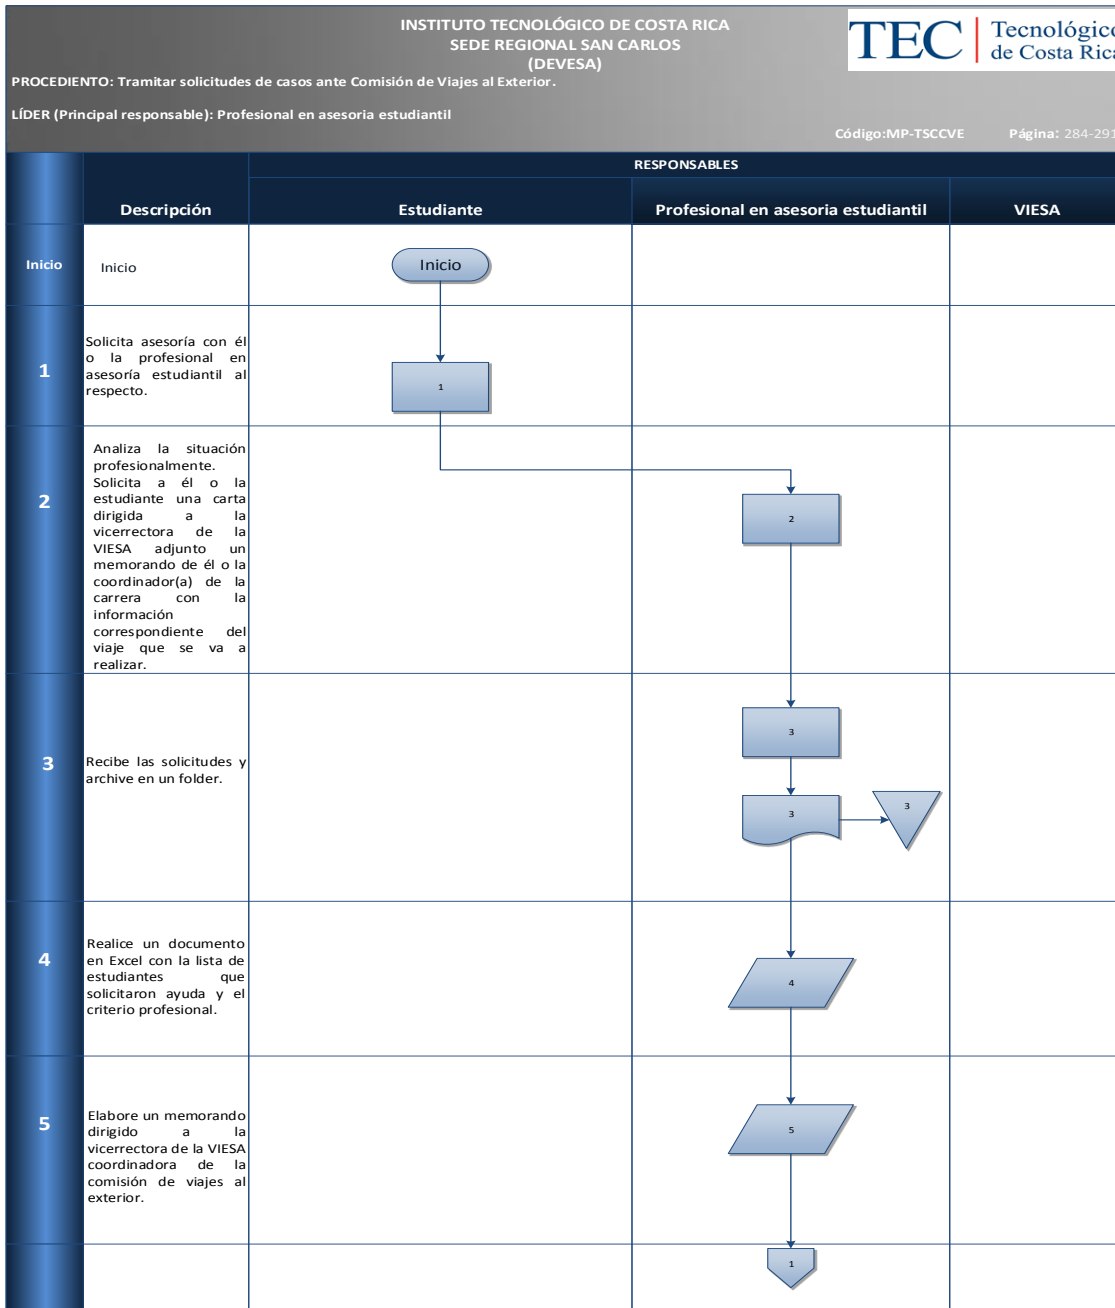 INSTITUTO TECNOLÓGICO DE COSTA RICA
SEDE REGIONAL SAN CARLOS
(DEVESA)
TEC | Tecnológico
de Costa Rica
PROCEDIENTO: Tramitar solicitudes de casos ante Comisión de Viajes al Exterior.
LÍDER (Principal responsable): Profesional en asesoria estudiantil
Código:MP-TSCCVE Página: 284-291
RESPONSABLES
Descripción Estudiante Profesional en asesoria estudiantil VIESA
Inicio Inicio Inicio
1
Solicita asesoría con él
o la profesional en
asesoría estudiantil al
respecto.
1
2
Analiza la situación
profesionalmente.
Solicita a él o la
estudiante una carta
dirigida a la
vicerrectora de la
VIESA adjunto un
memorando de él o la
coordinador(a) de la
carrera con la
información
correspondiente del
viaje que se va a
realizar.
2
3
Recibe las solicitudes y
archive en un folder.
3
3
3
4
Realice un documento
en Excel con la lista de
estudiantes que
solicitaron ayuda y el
criterio profesional.
4
5
Elabore un memorando
dirigido a la
vicerrectora de la VIESA
coordinadora de la
comisión de viajes al
exterior.
5
1